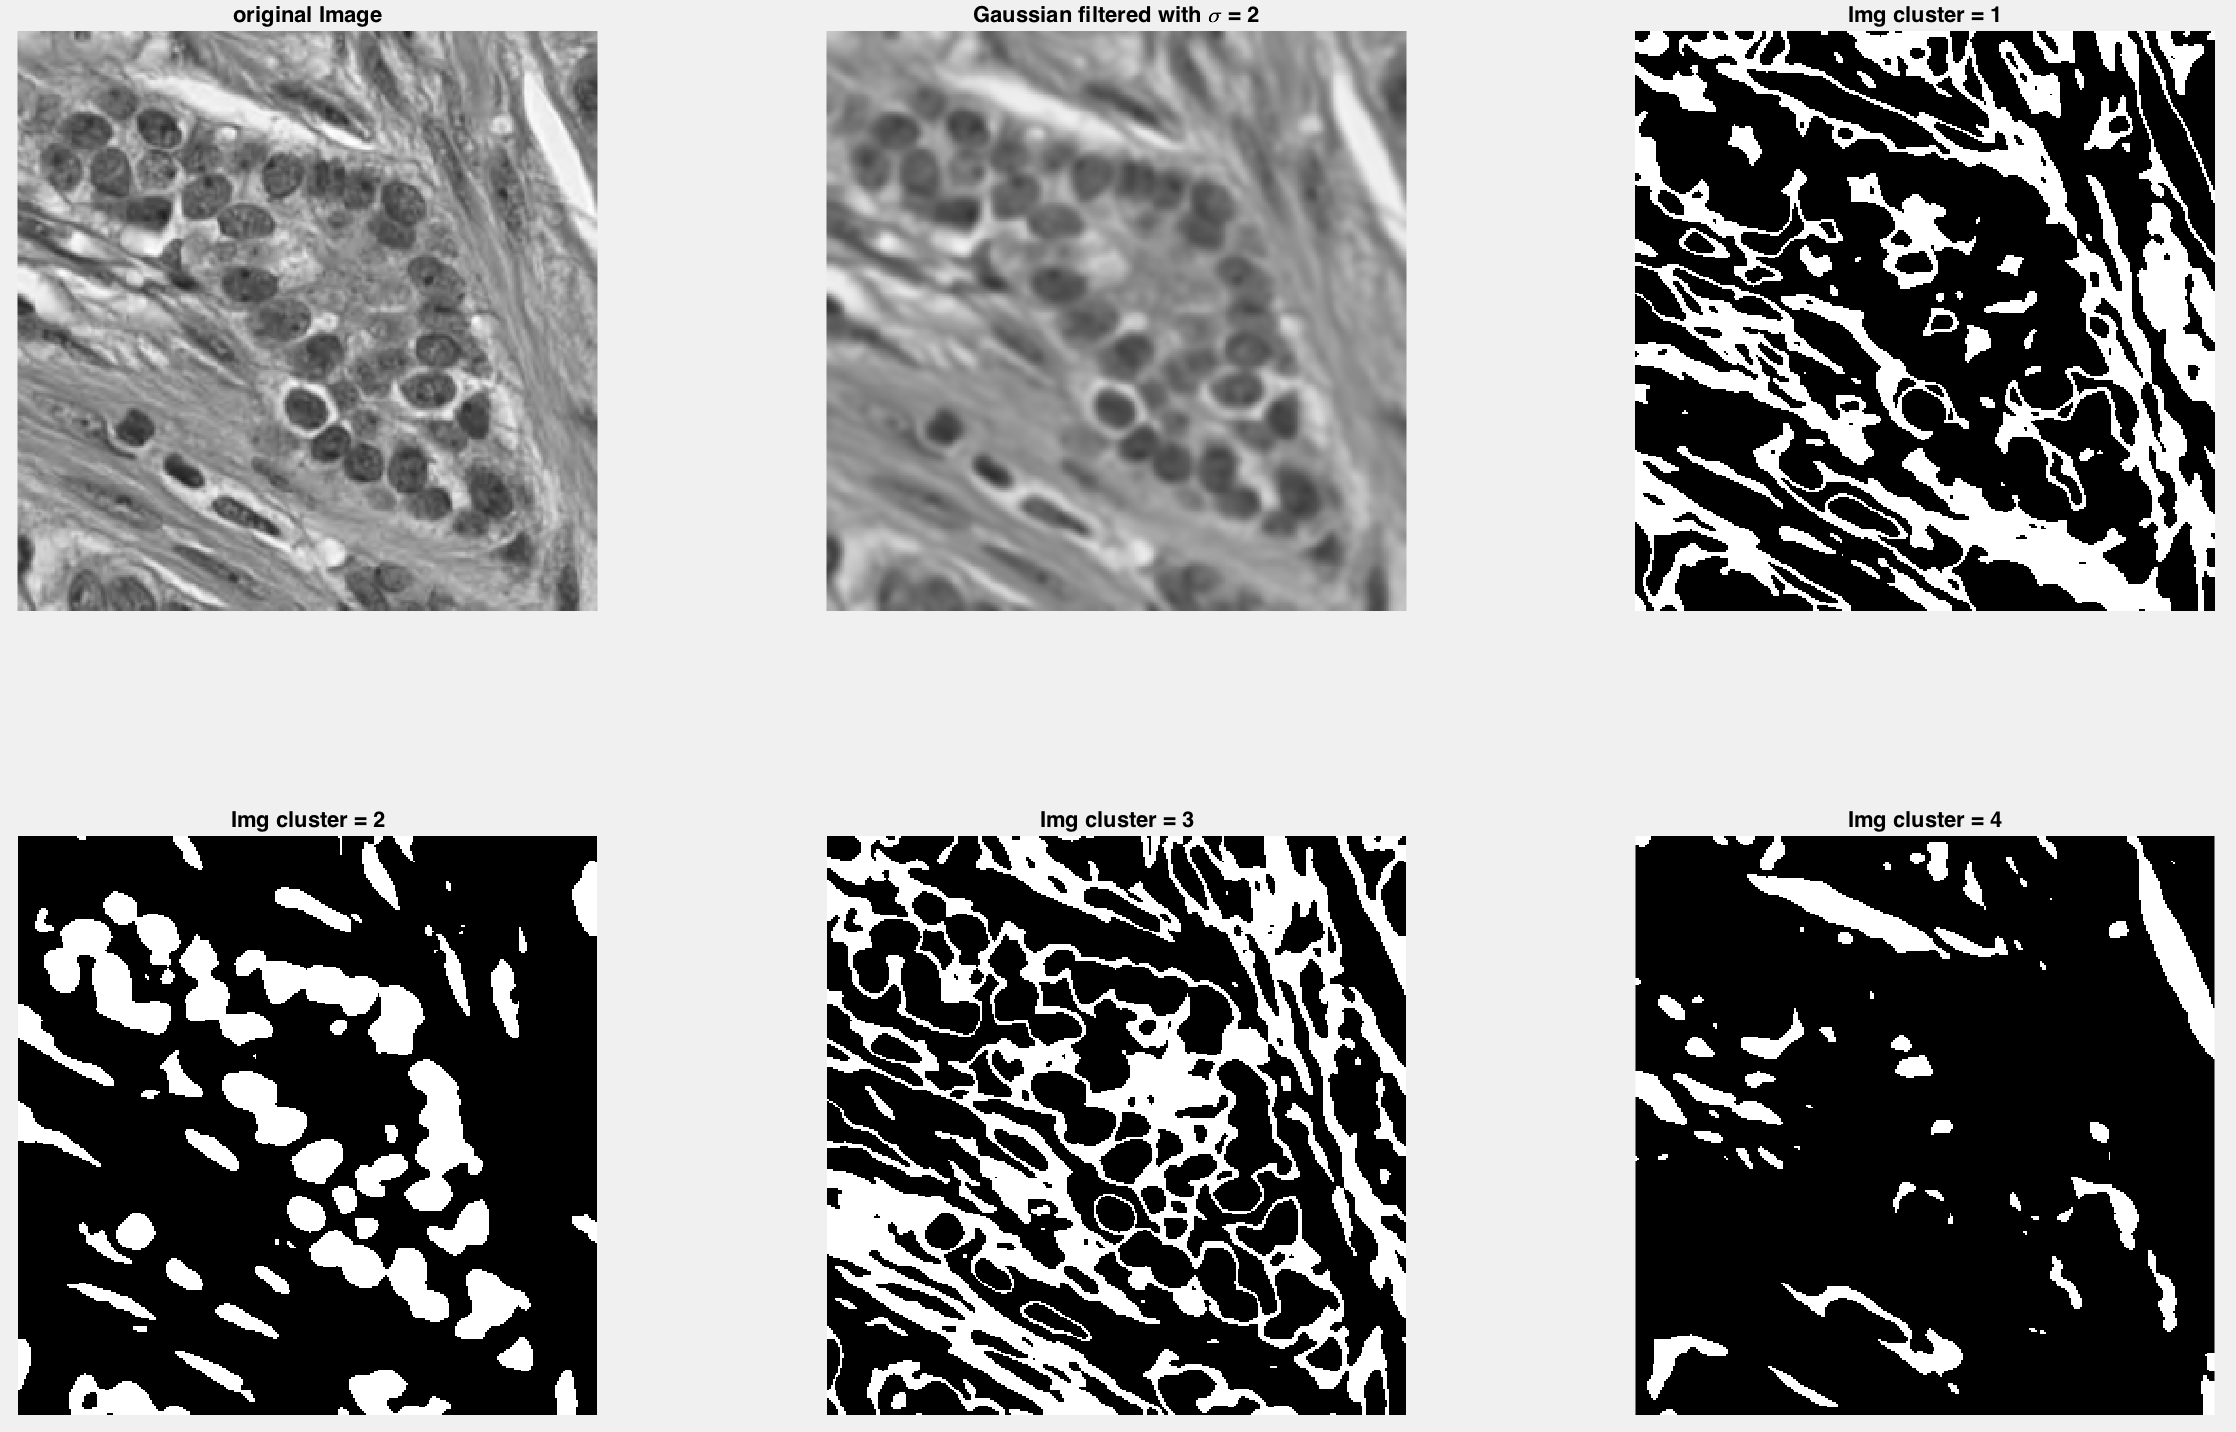 original Image
Gaussian filtered with σ = 2
Img cluster = 1
Img cluster = 2
Img cluster = 3
Img cluster = 4